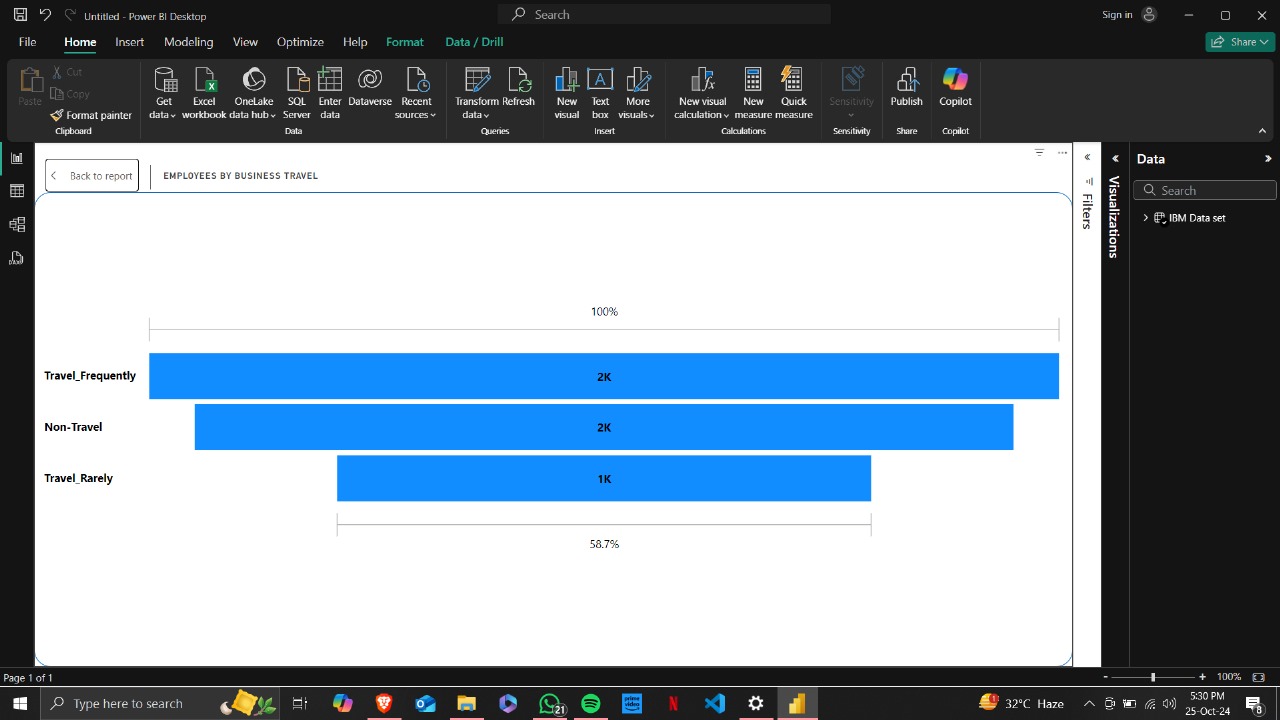 Untitled - Power BI Desktop
Search
Sign in
File Home Insert Modeling View Optimize Help Format Data / Drill
Share
Paste
Cut
Copy
Format painter
Clipboard
Get data
Excel workbook
OneLake data hub
SQL Server
Enter data
Dataverse
Recent sources
Data
Transform data
Refresh
Queries
New visual
Text box
More visuals
Insert
New visual calculation
New measure
Quick measure
Calculations
Sensitivity
Sensitivity
Publish
Share
Copilot
Copilot
Back to report
EMPLOYEES BY BUSINESS TRAVEL
100%
Travel_Frequently 2K
Non-Travel 2K
Travel_Rarely 1K
58.7%
Filters
Visualizations
Data
Search
IBM Data set
Page 1 of 1
- + 100%
Type here to search
21
prime video
N
32°C Haze
5:30 PM
25-Oct-24
8